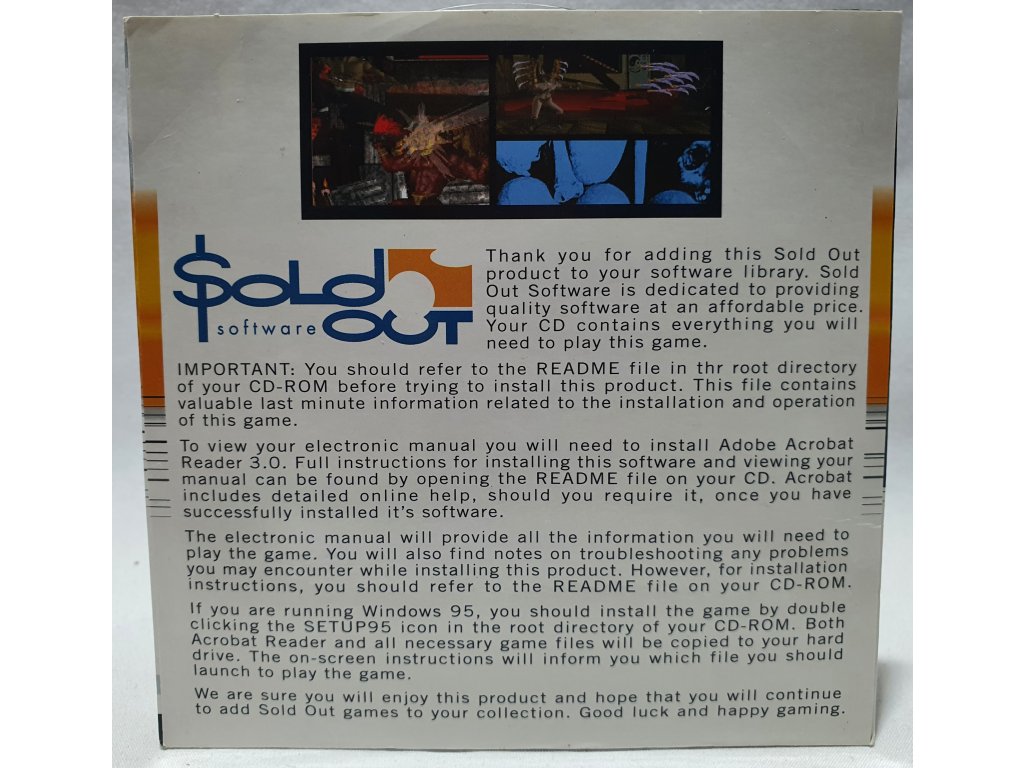 $OLD
software OUT
Thank you for adding this Sold Out
product to your software library. Sold
Out Software is dedicated to providing
quality software at an affordable price.
Your CD contains everything you will
need to play this game.
IMPORTANT: You should refer to the README file in thr root directory
of your CD-ROM before trying to install this product. This file contains
valuable last minute information related to the installation and operation
of this game.
To view your electronic manual you will need to install Adobe Acrobat
Reader 3.0. Full instructions for installing this software and viewing your
manual can be found by opening the README file on your CD. Acrobat
includes detailed online help, should you require it, once you have
successfully installed it's software.
The electronic manual will provide all the information you will need to
play the game. You will also find notes on troubleshooting any problems
you may encounter while installing this product. However, for installation
instructions, you should refer to the README file on your CD-ROM.
If you are running Windows 95, you should install the game by double
clicking the SETUP95 icon in the root directory of your CD-ROM. Both
Acrobat Reader and all necessary game files will be copied to your hard
drive. The on-screen instructions will inform you which file you should
launch to play the game.
We are sure you will enjoy this product and hope that you will continue
to add Sold Out games to your collection. Good luck and happy gaming.